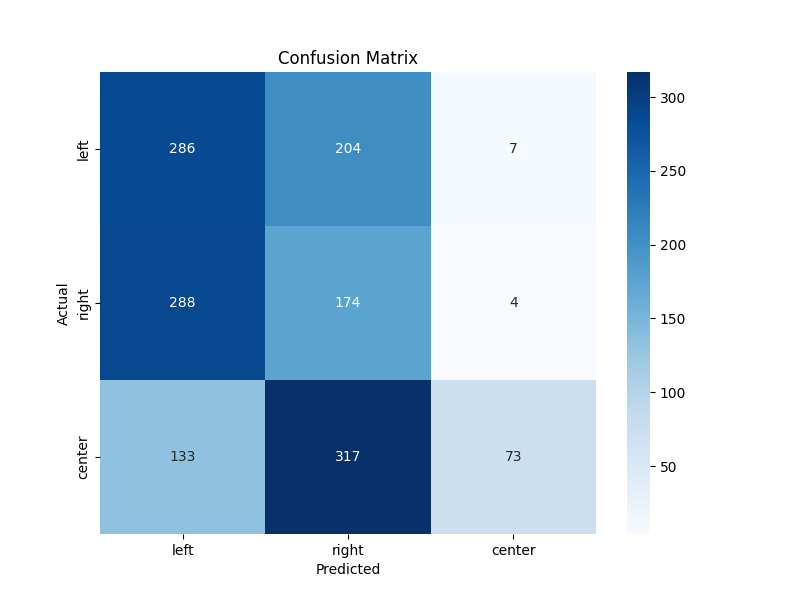 Confusion Matrix
Actual
left
286 204 7
right
288 174 4
center
133 317 73
left right center
Predicted
300
250
200
150
100
50